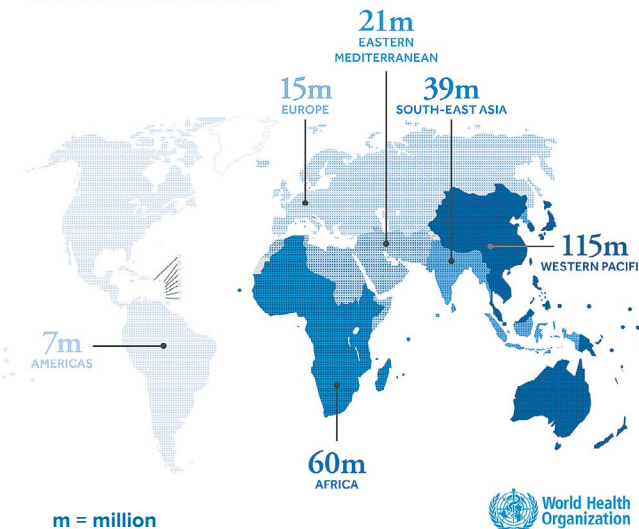 21m
EASTERN
MEDITERRANEAN
15m
EUROPE
39m
SOUTH-EAST ASIA
115m
WESTERN PACIFI
7m
AMERICAS
60m
AFRICA
m = million
World Health
Organization